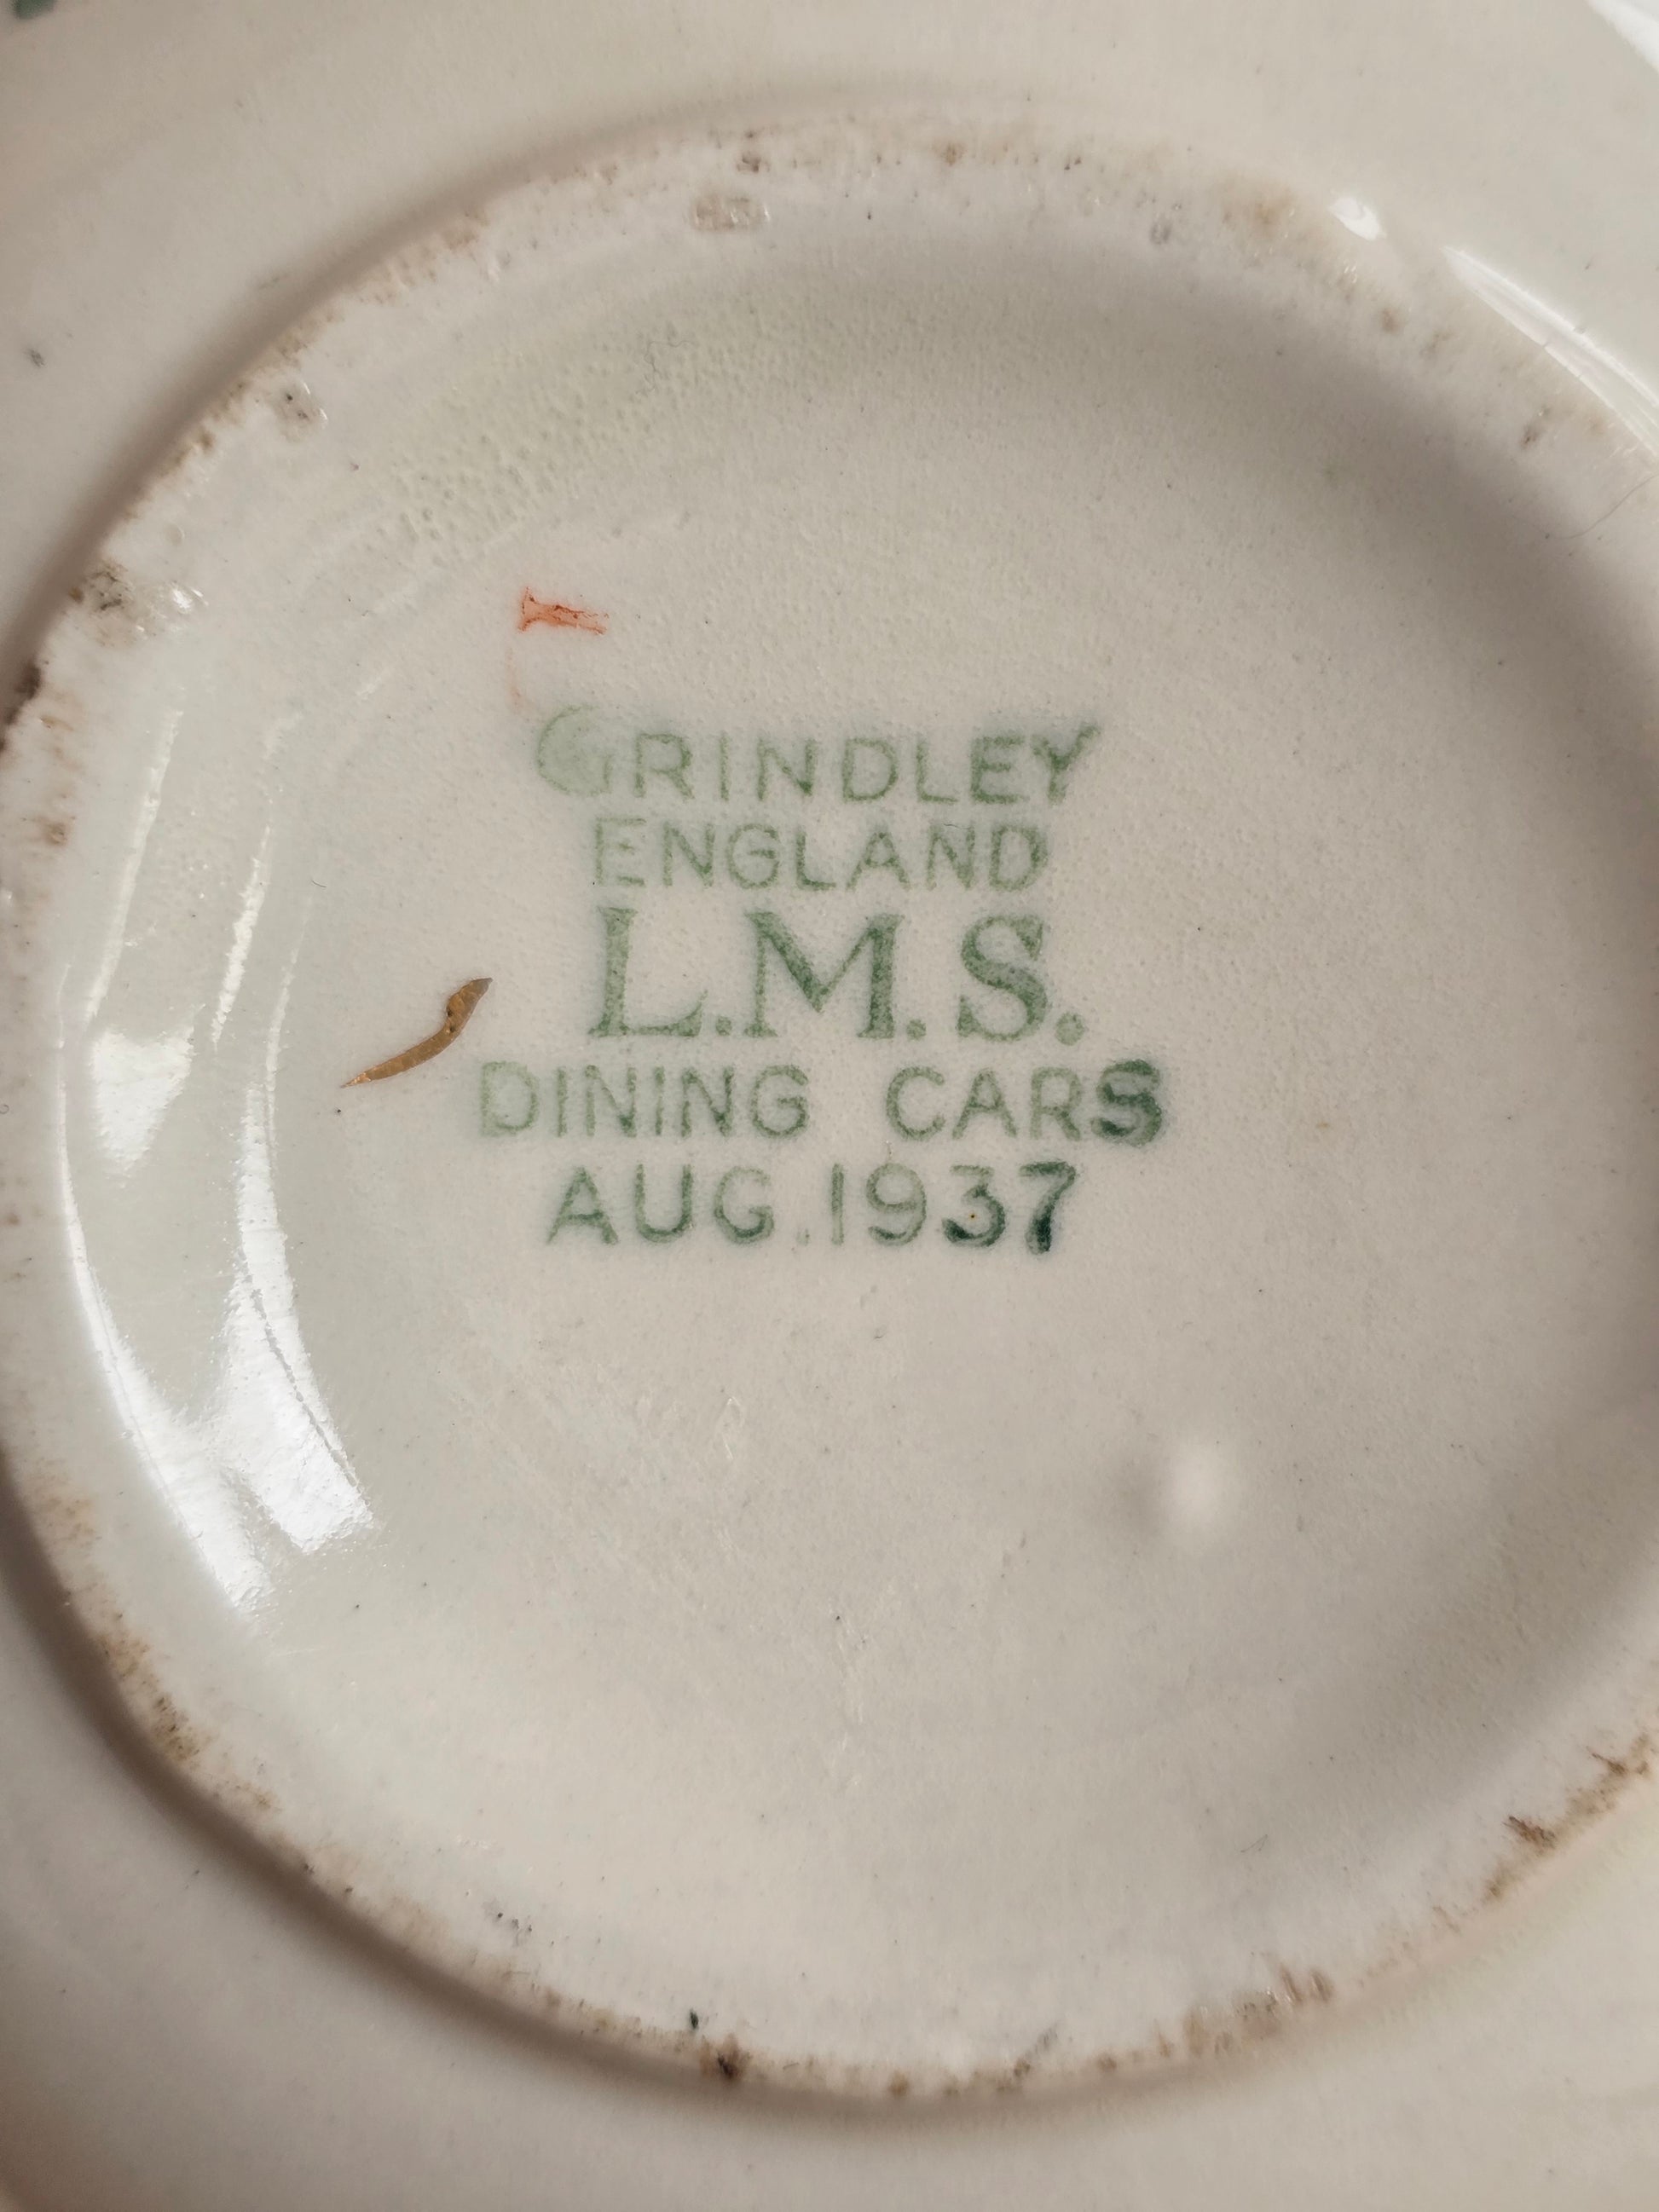 GRINDLEY
ENGLAND
L.M.S.
DINING CARS
AUG.1937